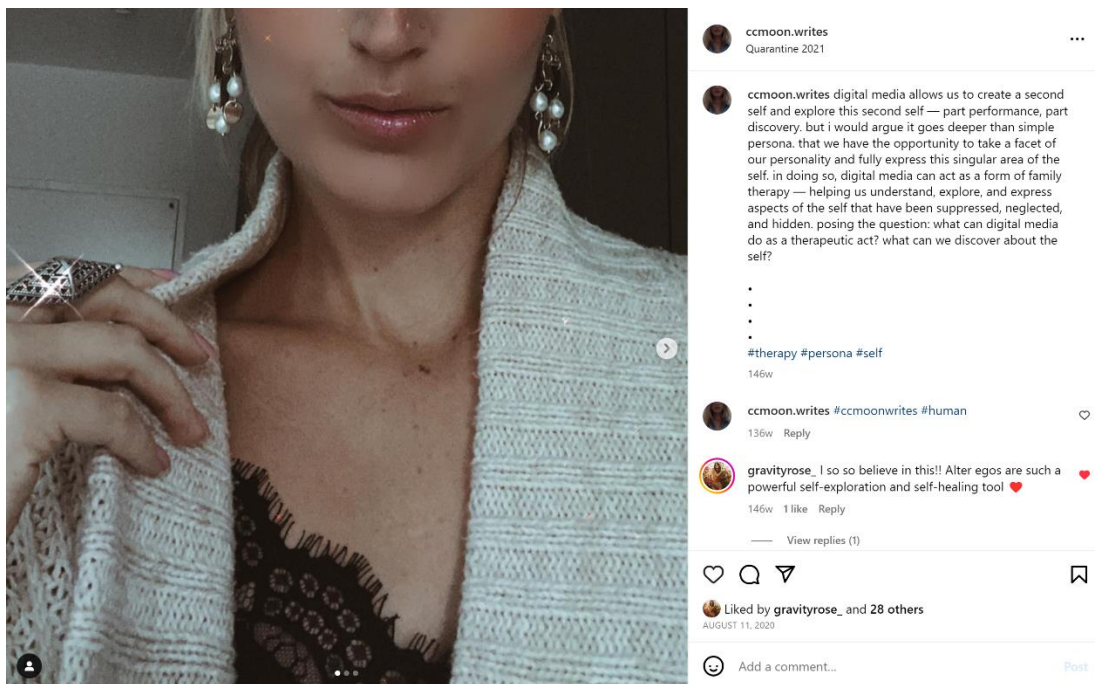 ccmoon.writes
Quarantine 2021
ccmoon.writes digital media allows us to create a second
self and explore this second self — part performance, part
discovery. but i would argue it goes deeper than simple
persona. that we have the opportunity to take a facet of
our personality and fully express this singular area of the
self. in doing so, digital media can act as a form of family
therapy — helping us understand, explore, and express
aspects of the self that have been suppressed, neglected,
and hidden. posing the question: what can digital media
do as a therapeutic act? what can we discover about the
self?
•
•
•
•
#therapy #persona #self
146w
ccmoon.writes #ccmoonwrites #human
136w Reply
gravityrose_ I so so believe in this!! Alter egos are such a
powerful self-exploration and self-healing tool ♥
146w 1 like Reply
View replies (1)
Liked by gravityrose_ and 28 others
AUGUST 11, 2020
Add a comment...
Post